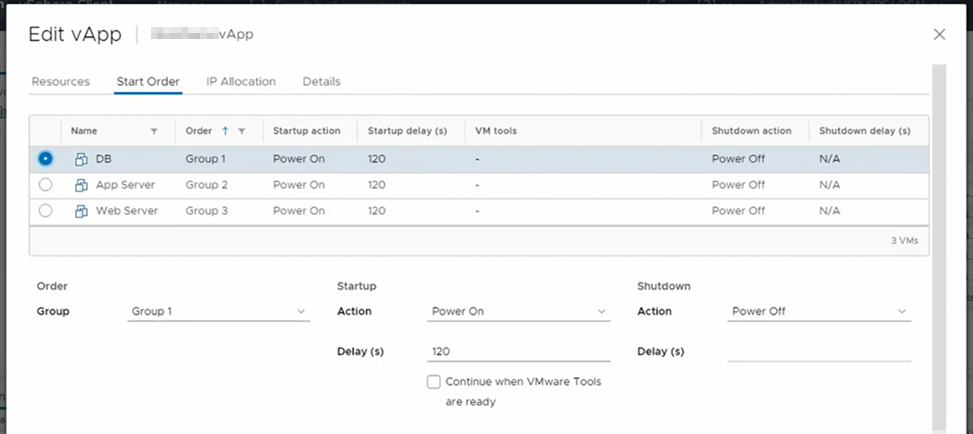 Edit vApp | vApp
Resources Start Order IP Allocation Details
Name Order Startup action Startup delay (s) VM tools Shutdown action Shutdown delay (s)
DB Group 1 Power On 120 - Power Off N/A
App Server Group 2 Power On 120 - Power Off N/A
Web Server Group 3 Power On 120 - Power Off N/A
3 VMs
Order Startup Shutdown
Group Group 1 Action Power On Action Power Off
Delay (s) 120 Delay (s)
Continue when VMware Tools
are ready